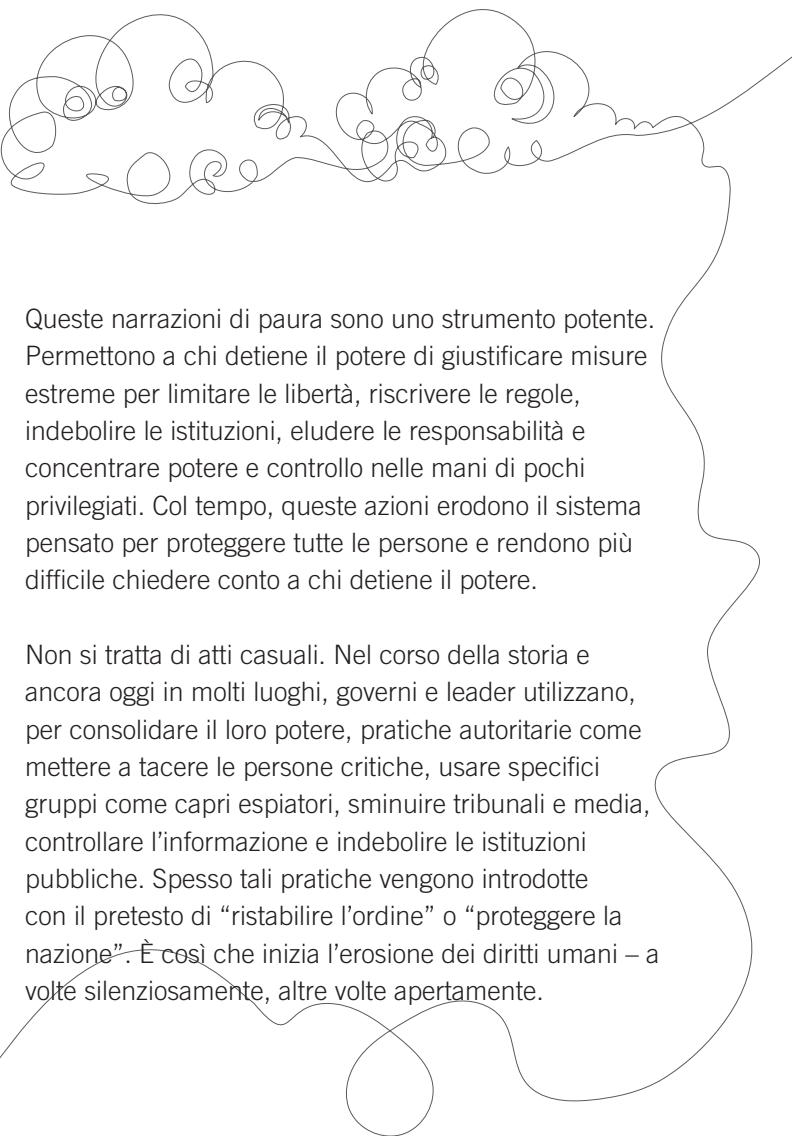 Queste narrazioni di paura sono uno strumento potente.
Permettono a chi detiene il potere di giustificare misure
estreme per limitare le libertà, riscrivere le regole,
indebolire le istituzioni, eludere le responsabilità e
concentrare potere e controllo nelle mani di pochi
privilegiati. Col tempo, queste azioni erodono il sistema
pensato per proteggere tutte le persone e rendono più
difficile chiedere conto a chi detiene il potere.
Non si tratta di atti casuali. Nel corso della storia e
ancora oggi in molti luoghi, governi e leader utilizzano,
per consolidare il loro potere, pratiche autoritarie come
mettere a tacere le persone critiche, usare specifici
gruppi come capri espiatori, sminuire tribunali e media,
controllare l’informazione e indebolire le istituzioni
pubbliche. Spesso tali pratiche vengono introdotte
con il pretesto di “ristabilire l’ordine” o “proteggere la
nazione”. È così che inizia l’erosione dei diritti umani – a
volte silenziosamente, altre volte apertamente.